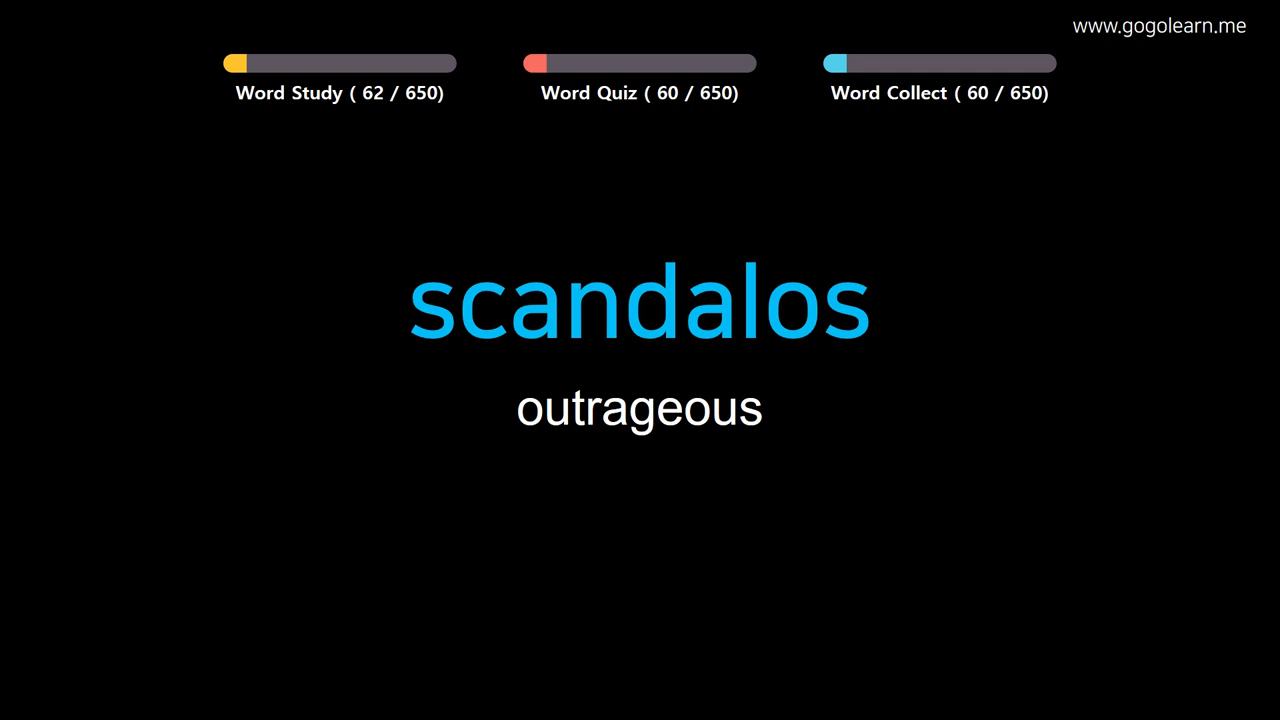 www.gogolearn.me
Word Study ( 62 / 650)
Word Quiz ( 60 / 650)
Word Collect ( 60 / 650)
scandalos
outrageous